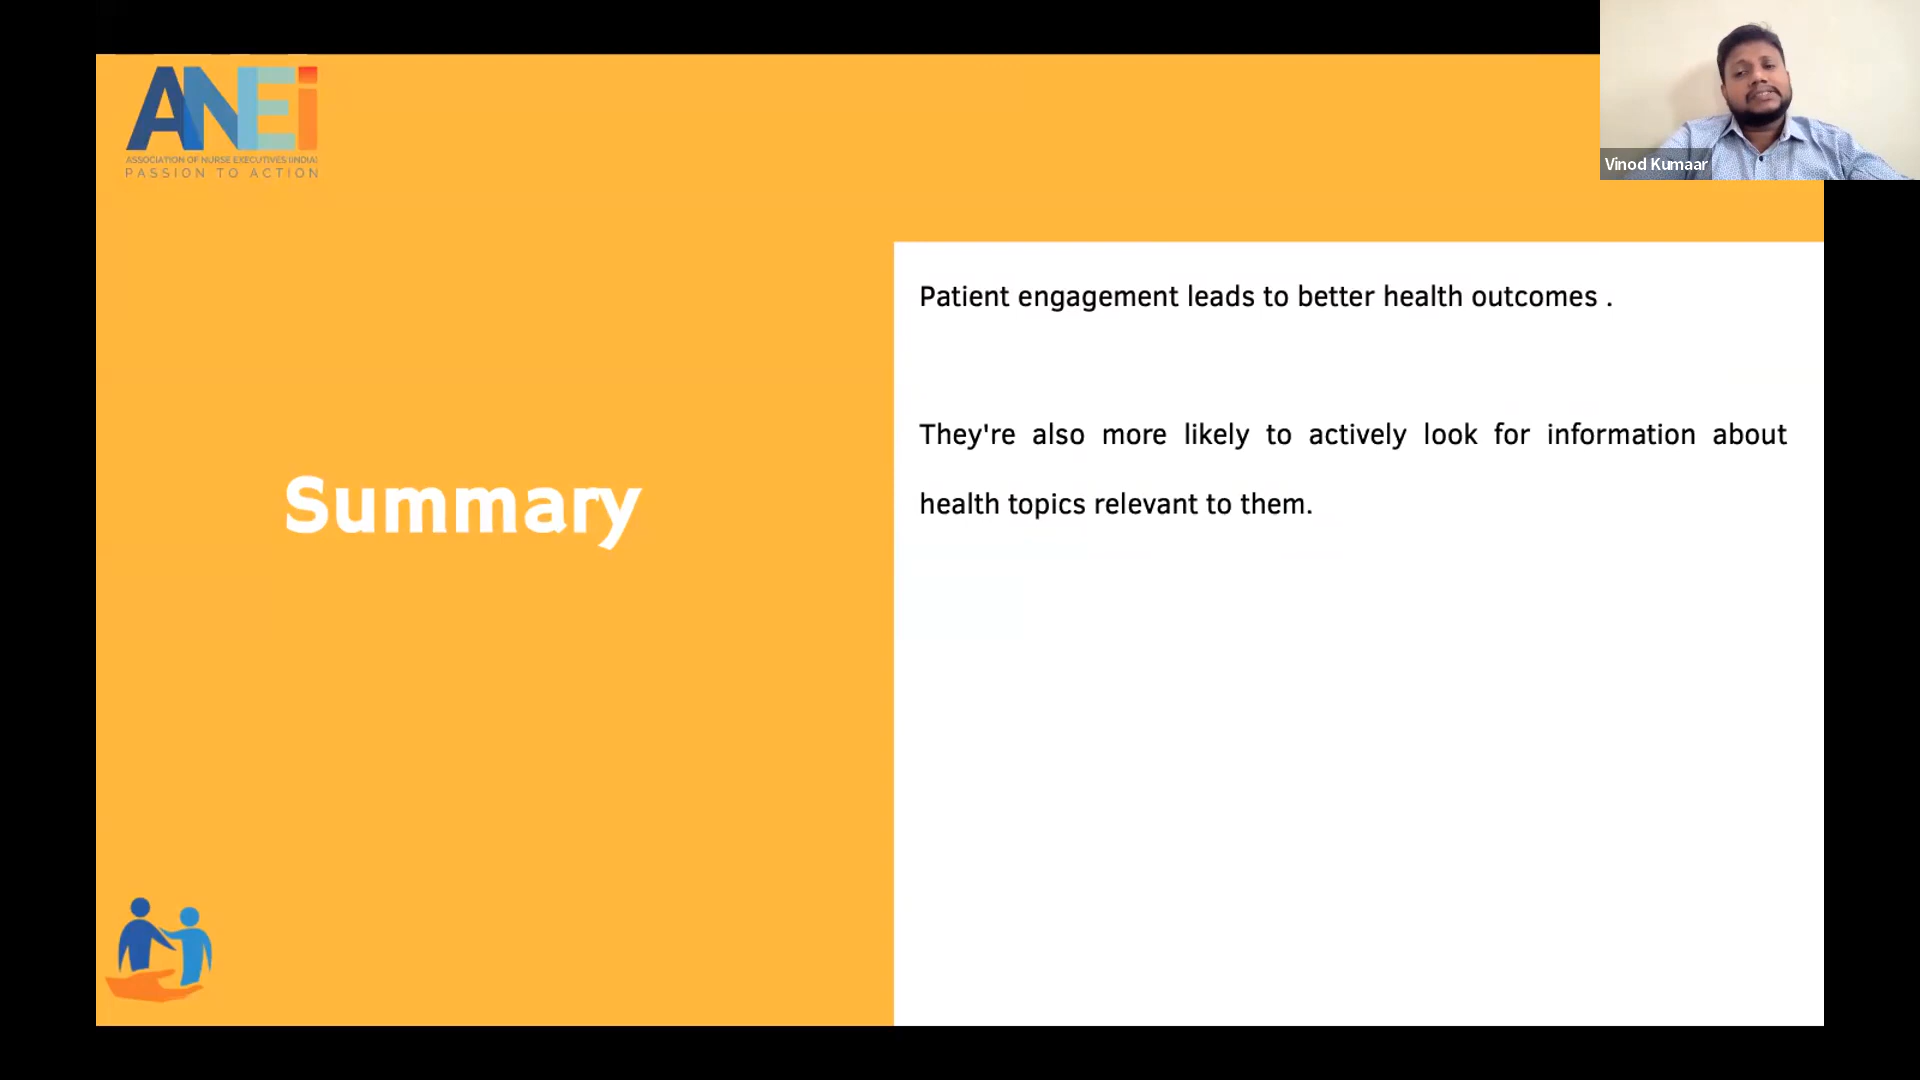 ANEi
ASSOCIATION OF NURSE EXECUTIVES (INDIA)
PASSION TO ACTION
Vinod Kumaar
Summary
Patient engagement leads to better health outcomes .
They're also more likely to actively look for information about
health topics relevant to them.